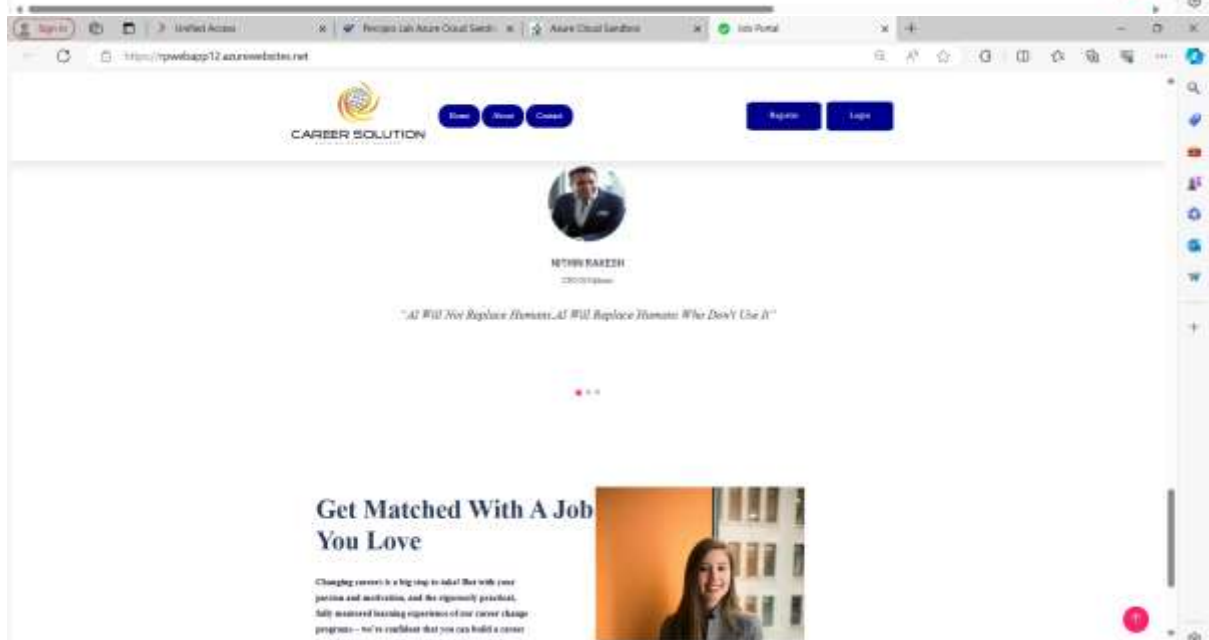 Sign in
Unified Access
Azure Cloud Sandbox
Job Portal
https://rpwebapp12.azurewebsites.net
CAREER SOLUTION
Home
About
Contact
Register
Login
NITHIN RAKESH
"AI Will Not Replace Humans.AI Will Replace Humans Who Don't Use It"
Get Matched With A Job
You Love
Changing careers is a big step to take! But with your
passion and motivation, and the rigorously practical,
fully mentored learning experience of our career change
programs – we're confident that you can build a career